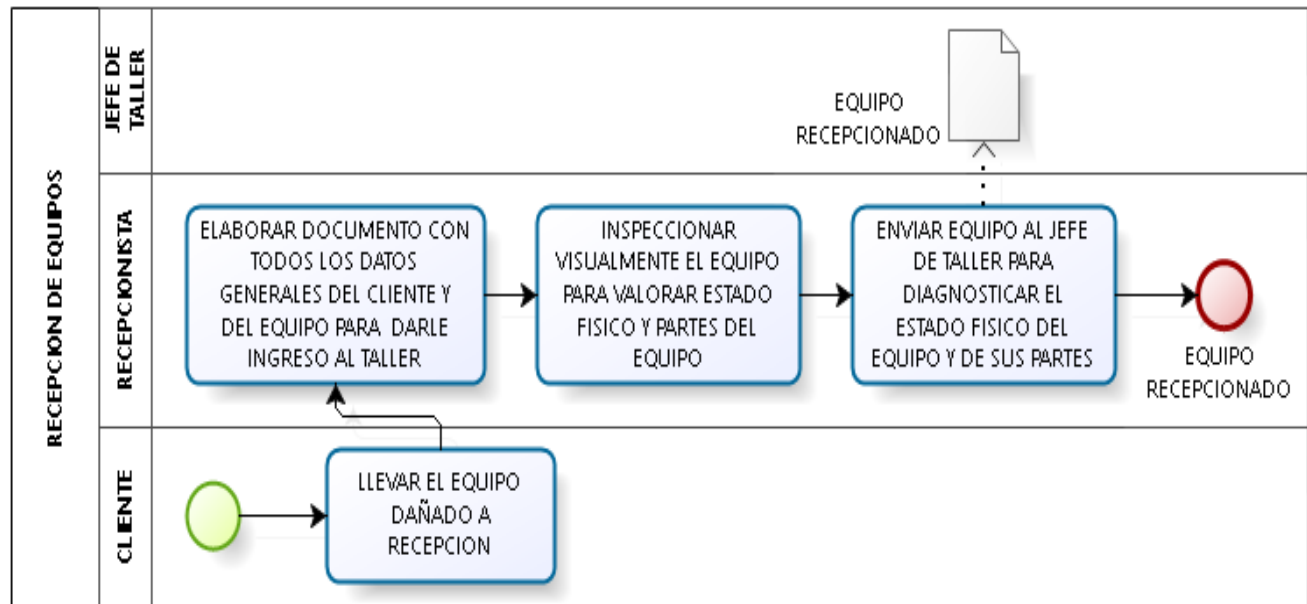 RECEPCION DE EQUIPOS
JEFE DE
TALLER
EQUIPO
RECEPCIONADO
RECEPCIONISTA
ELABORAR DOCUMENTO CON
TODOS LOS DATOS
GENERALES DEL CLIENTE Y
DEL EQUIPO PARA DARLE
INGRESO AL TALLER
INSPECCIONAR
VISUALMENTE EL EQUIPO
PARA VALORAR ESTADO
FISICO Y PARTES DEL
EQUIPO
ENVIAR EQUIPO AL JEFE
DE TALLER PARA
DIAGNOSTICAR EL
ESTADO FISICO DEL
EQUIPO Y DE SUS PARTES
EQUIPO
RECEPCIONADO
CLIENTE
LLEVAR EL EQUIPO
DAÑADO A
RECEPCION